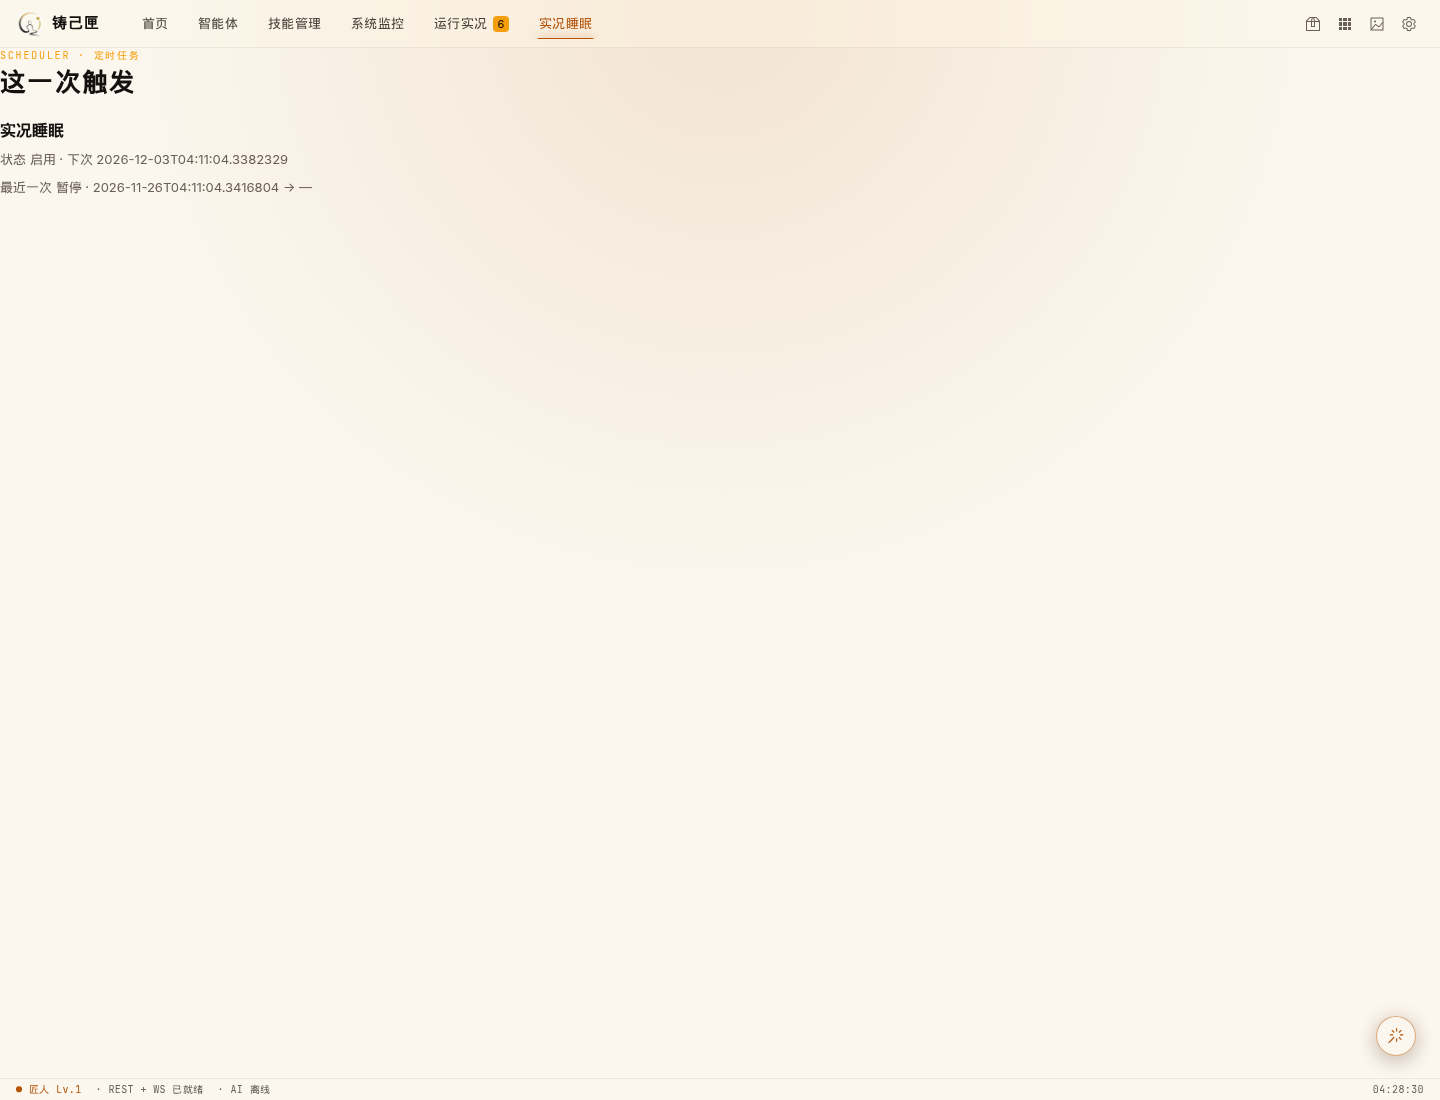 铸己匣 首页 智能体 技能管理 系统监控 运行实况 6 实况睡眠
SCHEDULER · 定时任务
这一次触发
实况睡眠
状态 启用 · 下次 2026-12-03T04:11:04.3382329
最近一次 暂停 · 2026-11-26T04:11:04.3416804 → —
匠人 Lv.1 · REST + WS 已就绪 · AI 离线 04:28:30